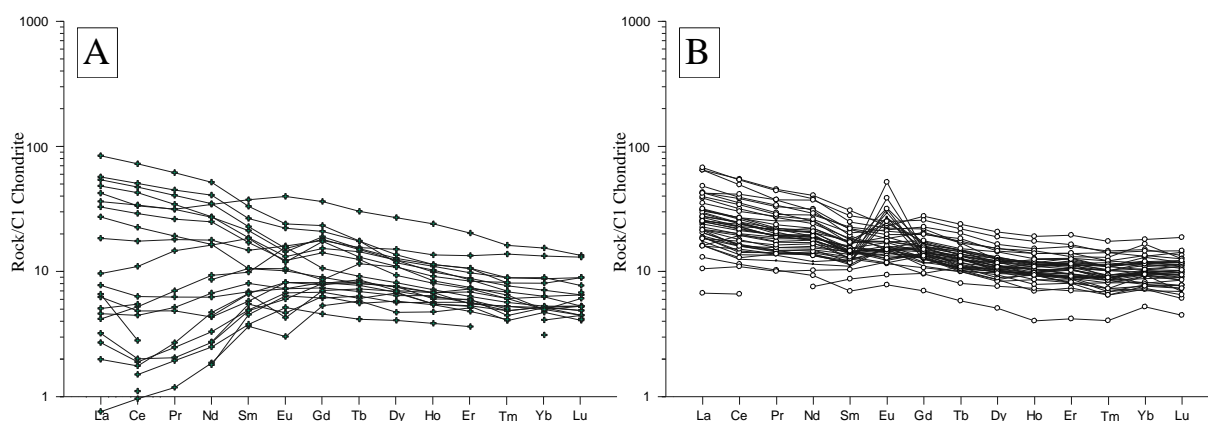 A
Rock/C1 Chondrite
1000
100
10
1
La Ce Pr Nd Sm Eu Gd Tb Dy Ho Er Tm Yb Lu
B
Rock/C1 Chondrite
1000
100
10
1
La Ce Pr Nd Sm Eu Gd Tb Dy Ho Er Tm Yb Lu